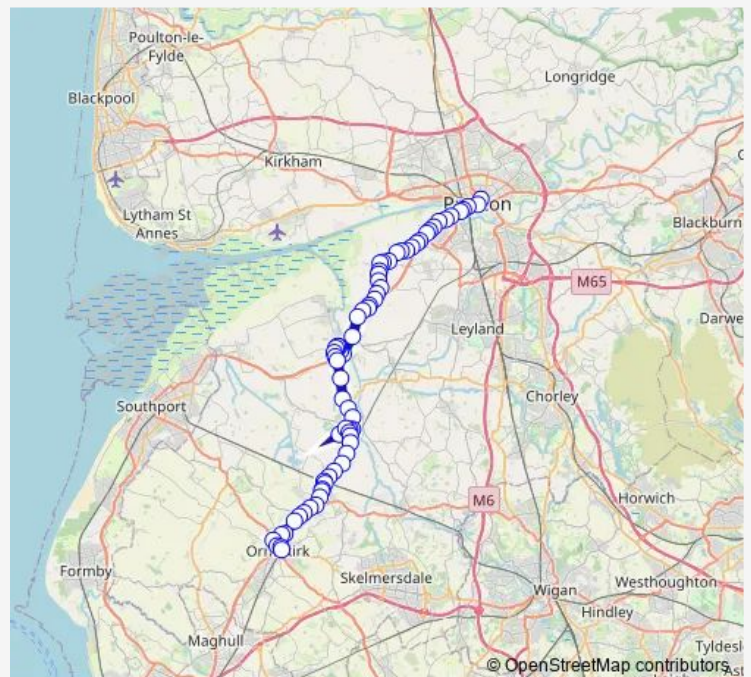 Poulton-le-
Fylde
Longridge
Blackpool
Kirkham
Lytham St
Annes
Blackburn
M65
Leyland
Darwe
Chorley
Southport
M6
Horwich
Formby
Skelmersdale
Wigan
Westhoughton
Hindley
Maghull
Tyldesl
© OpenStreetMap contributors